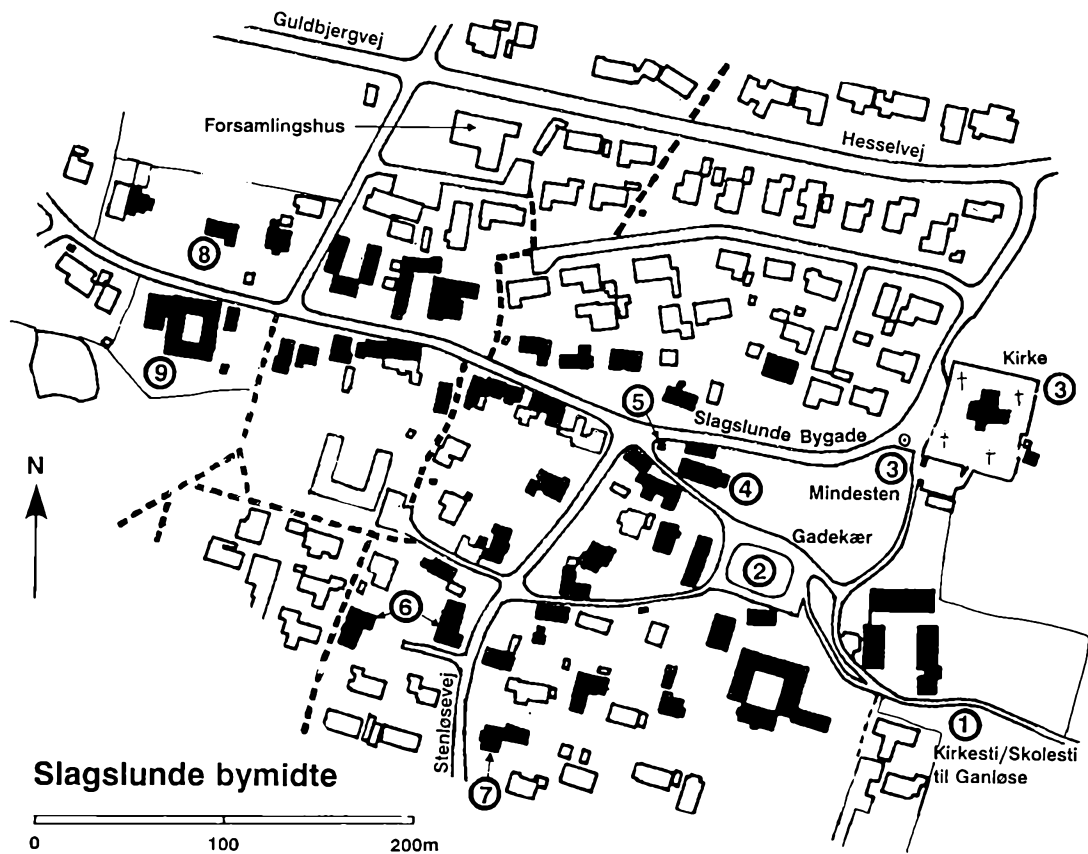 Guldbjergvej
Forsamlingshus
Hesselvej
8
Kirke
3
9
5
Slagslunde Bygade
3
4
Mindesten
N
Gadekær
2
6
Stenløsevej
1
Kirkesti/Skolesti
til Ganløse
Slagslunde bymidte
7
0 100 200m